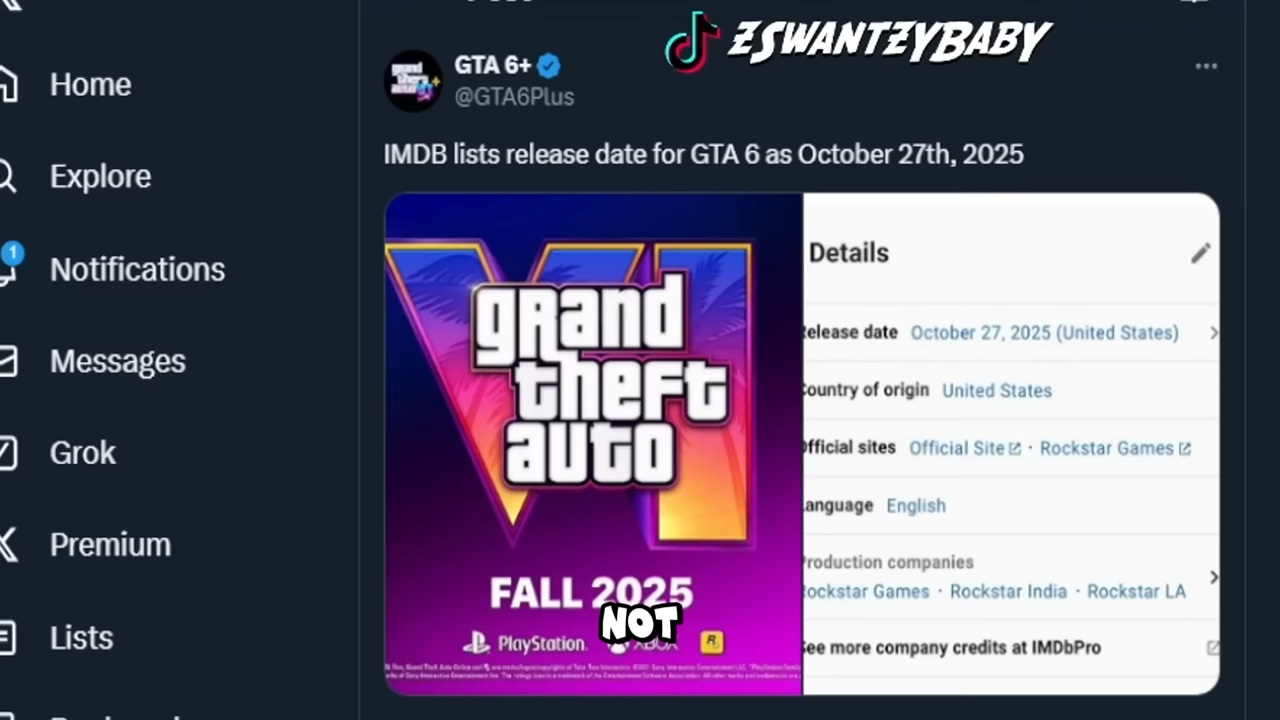 ZSWANTZYBABY
Home
Explore
1
Notifications
Messages
Grok
Premium
Lists
GTA 6+
@GTA6Plus
IMDB lists release date for GTA 6 as October 27th, 2025
VI
grand
theft
auto
FALL 2025
NOT
PlayStation. XBOX R
Details
elease date October 27, 2025 (United States)
ountry of origin United States
fficial sites Official Site · Rockstar Games
anguage English
roduction companies
ockstar Games · Rockstar India · Rockstar LA
ee more company credits at IMDbPro